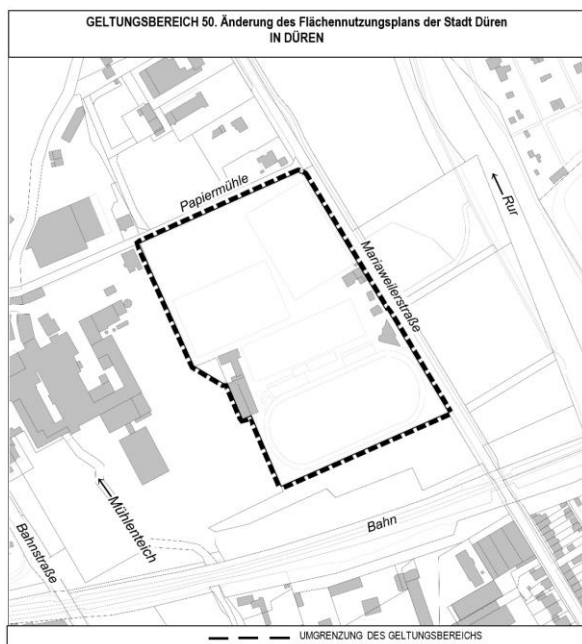 GELTUNGSBEREICH 50. Änderung des Flächennutzungsplans der Stadt Düren
IN DÜREN
Papiermühle
Rur
Mariaweilerstraße
Mühlenteich
Bahn
Bahnstraße
UMGRENZUNG DES GELTUNGSBEREICHS